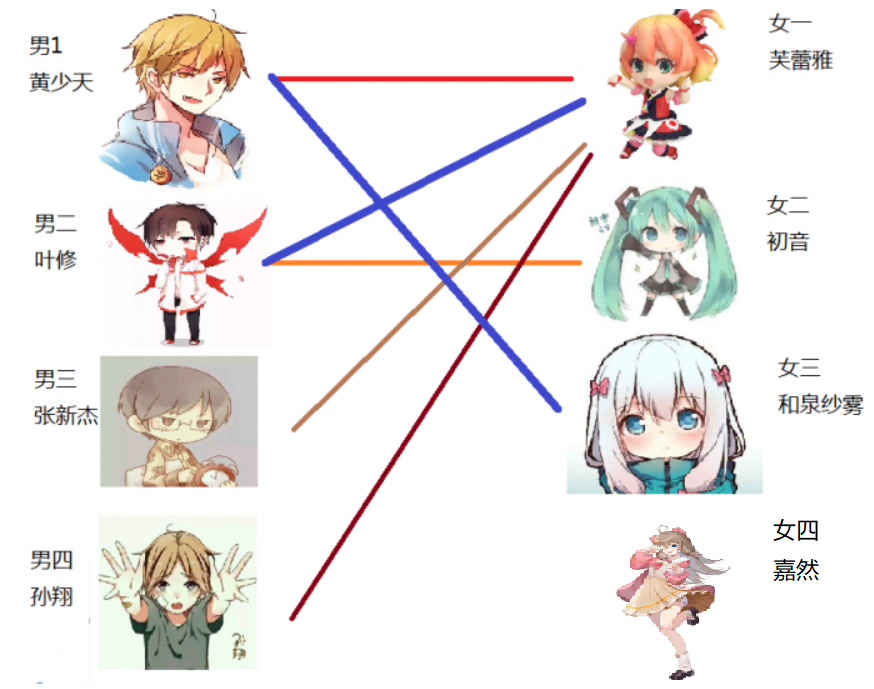 男1
黄少天
女一
芙蕾雅
男二
叶修
女二
初音
男三
张新杰
女三
和泉纱雾
男四
孙翔
女四
嘉然